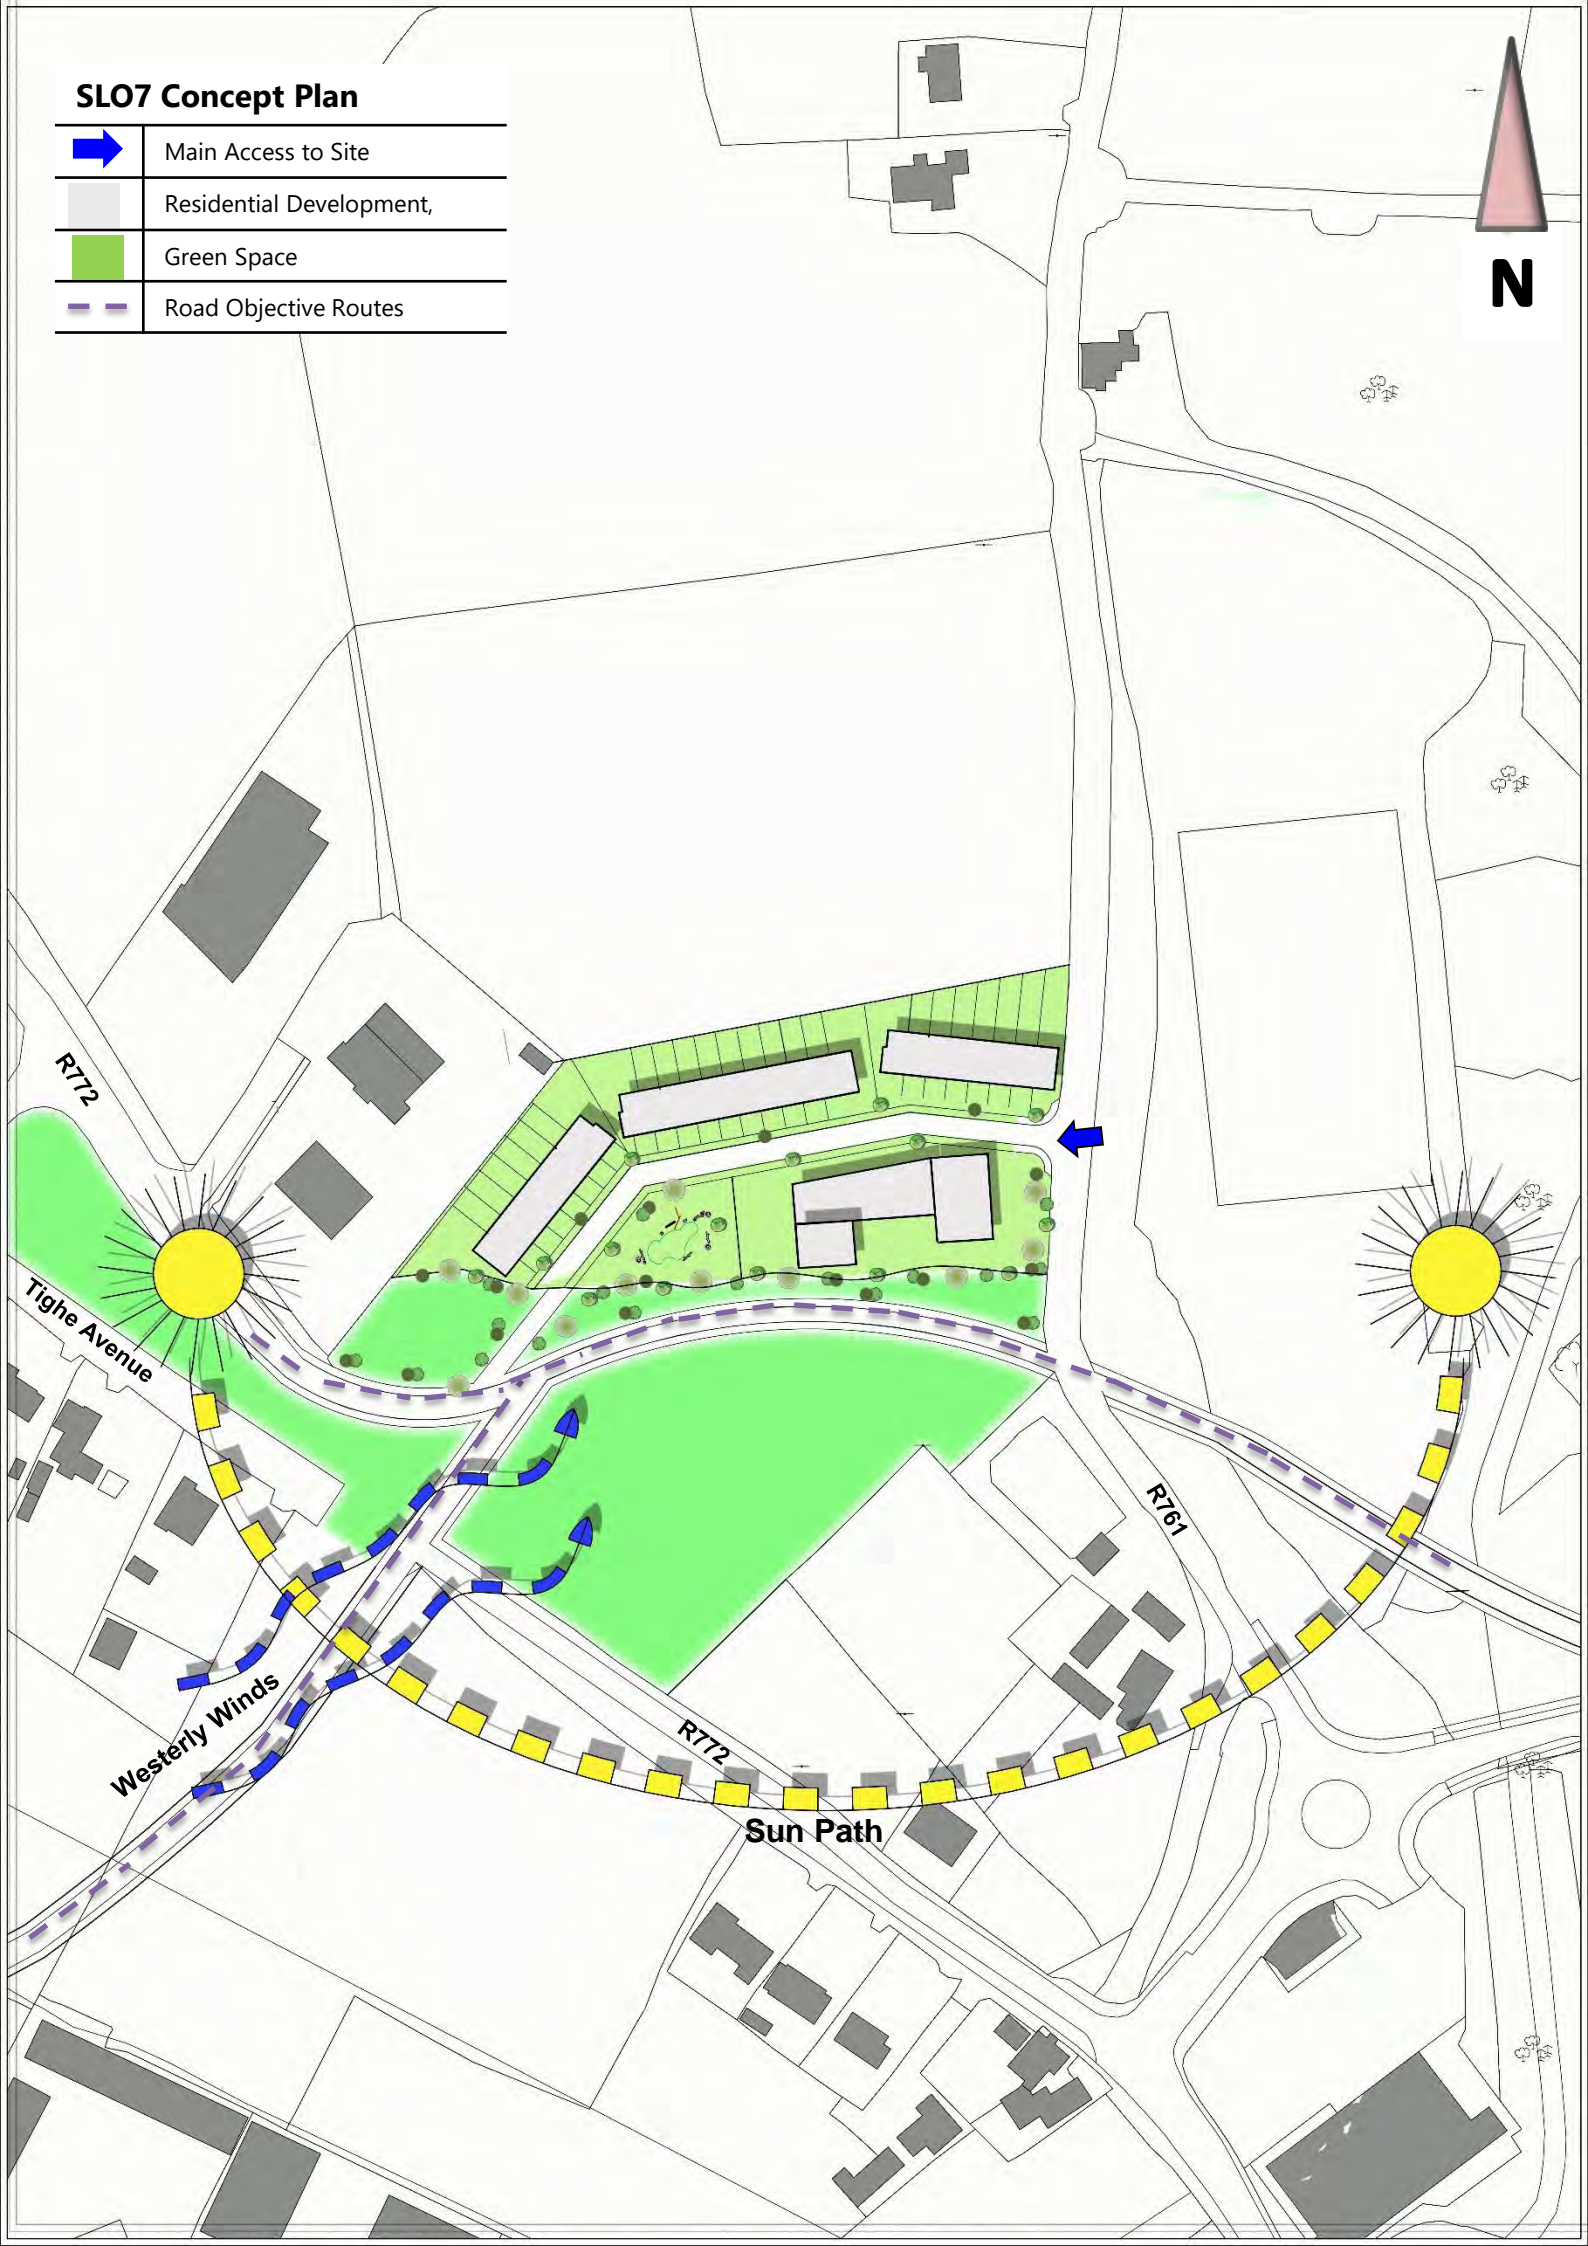 SLO7 Concept Plan
Main Access to Site
Residential Development,
Green Space
Road Objective Routes
N
R772
Tighe Avenue
R761
Westerly Winds
R772
Sun Path